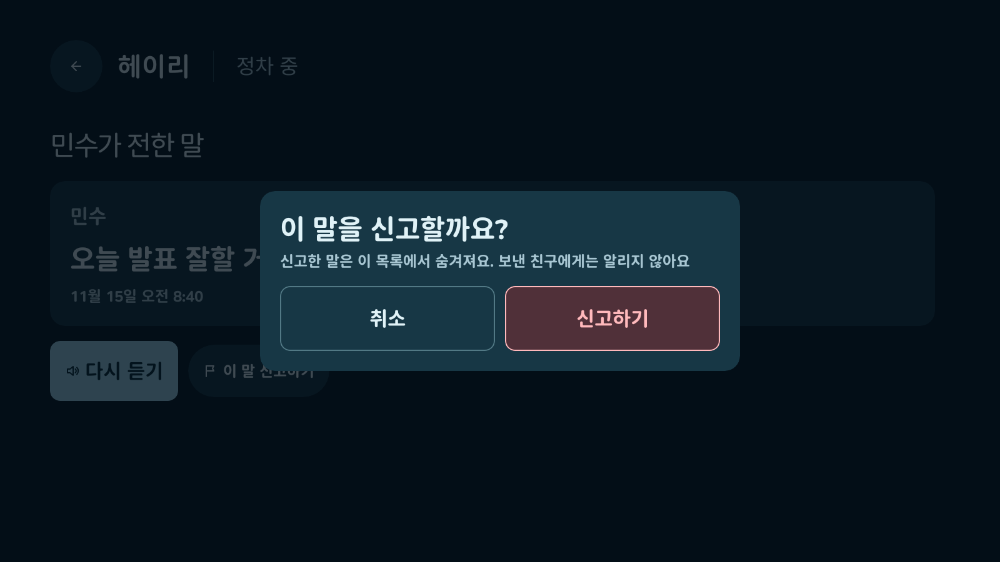 헤이리
정차 중
민수가 전한 말
민수
오늘 발표 잘할
11월 15일 오전 8:40
다시 듣기
이 말 신고하기
이 말을 신고할까요?
신고한 말은 이 목록에서 숨겨져요. 보낸 친구에게는 알리지 않아요
취소
신고하기